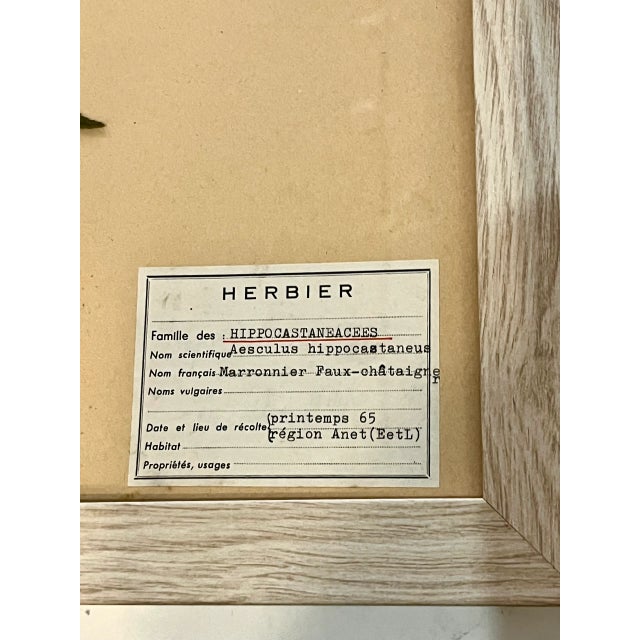 HERBIER
Famille des : HIPPOCASTANEACEES
Nom scientifique Aesculus hippocastaneus
Nom français Marronnier Faux-châtaigne
r
Noms vulgaires
Date et lieu de récolte (printemps 65
(région Anet(EetL)
Habitat
Propriétés, usages